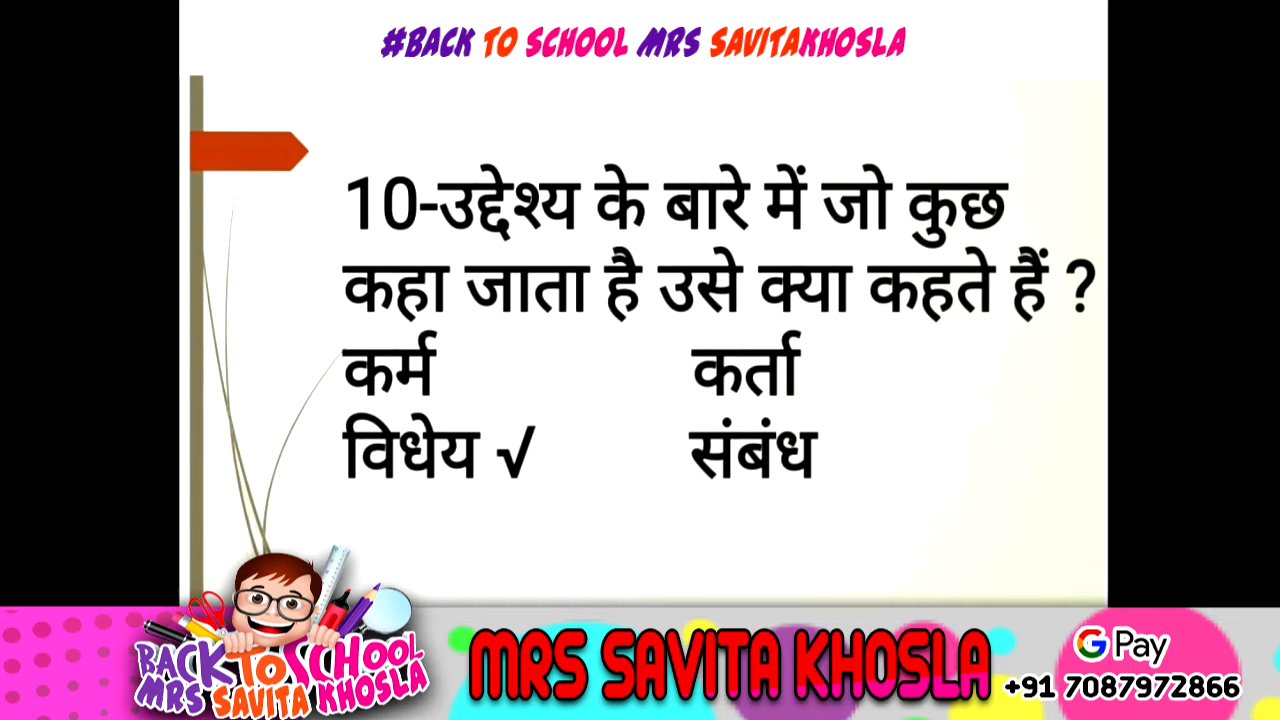 #BACK TO SCHOOL MRS SAVITAKHOSLA
10-उद्देश्य के बारे में जो कुछ
कहा जाता है उसे क्या कहते हैं ?
कर्म कर्ता
विधेय √ संबंध
BACK TO SCHOOL
MRS SAVITA KHOSLA
MRS SAVITA KHOSLA
G Pay
+91 7087972866